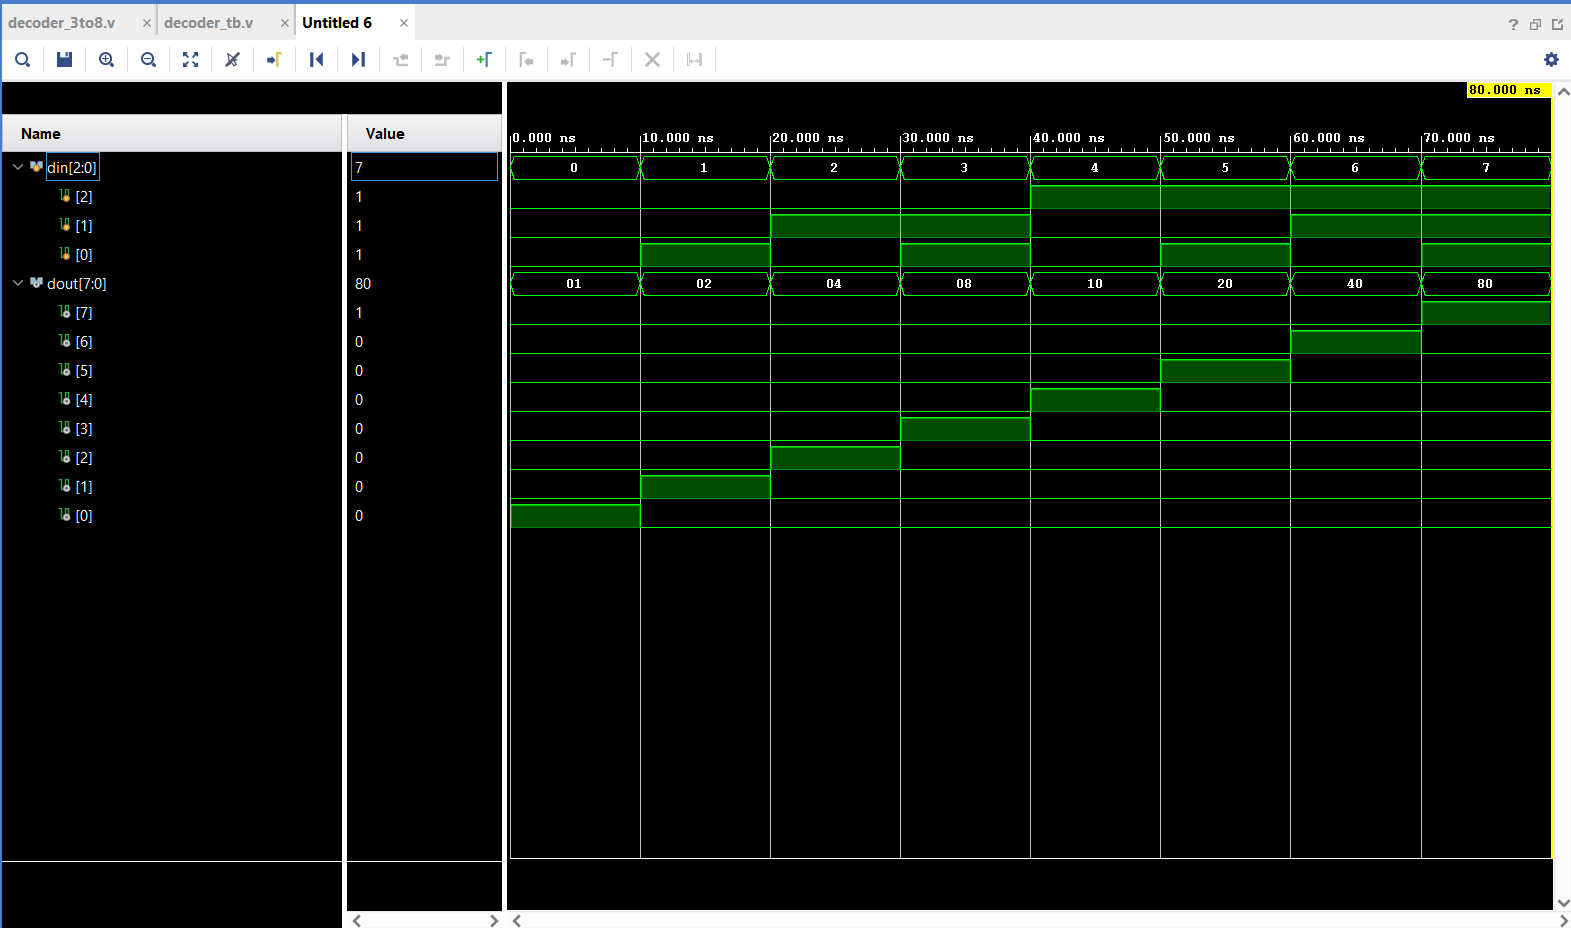 decoder_3to8.v × decoder_tb.v × Untitled 6 × ?
80.000 ns
Name Value
0.000 ns 10.000 ns 20.000 ns 30.000 ns 40.000 ns 50.000 ns 60.000 ns 70.000 ns
din[2:0] 7 0 1 2 3 4 5 6 7
[2] 1
[1] 1
[0] 1
dout[7:0] 80 01 02 04 08 10 20 40 80
[7] 1
[6] 0
[5] 0
[4] 0
[3] 0
[2] 0
[1] 0
[0] 0